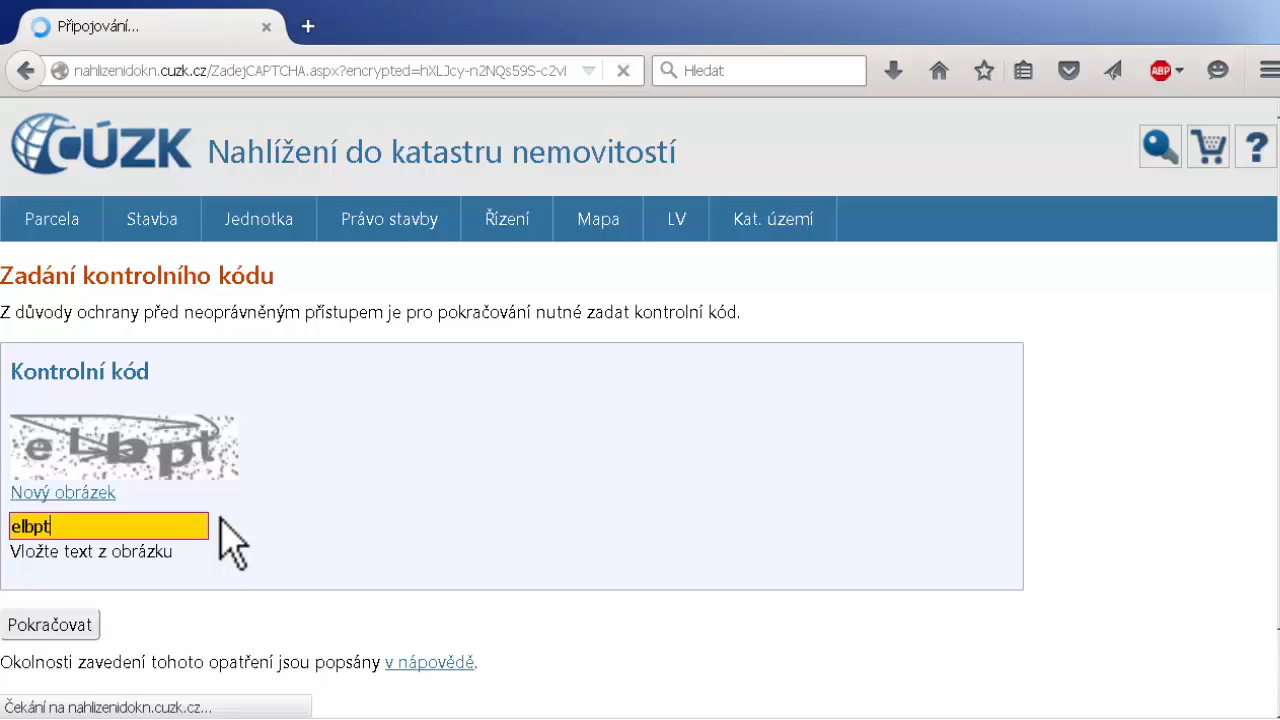 Připojování...
nahlizenidokn.cuzk.cz/ZadejCAPTCHA.aspx?encrypted=hXLJcv-n2NQs59S-c2vl
Hledat
ABP
ČÚZK
Nahlížení do katastru nemovitostí
?
Parcela Stavba Jednotka Právo stavby Řízení Mapa LV Kat. území
Zadání kontrolního kódu
Z důvody ochrany před neoprávněným přístupem je pro pokračování nutné zadat kontrolní kód.
Kontrolní kód
elbpt
Nový obrázek
elbpt
Vložte text z obrázku
Pokračovat
Okolnosti zavedení tohoto opatření jsou popsány v nápovědě.
Čekání na nahlizenidokn.cuzk.cz...